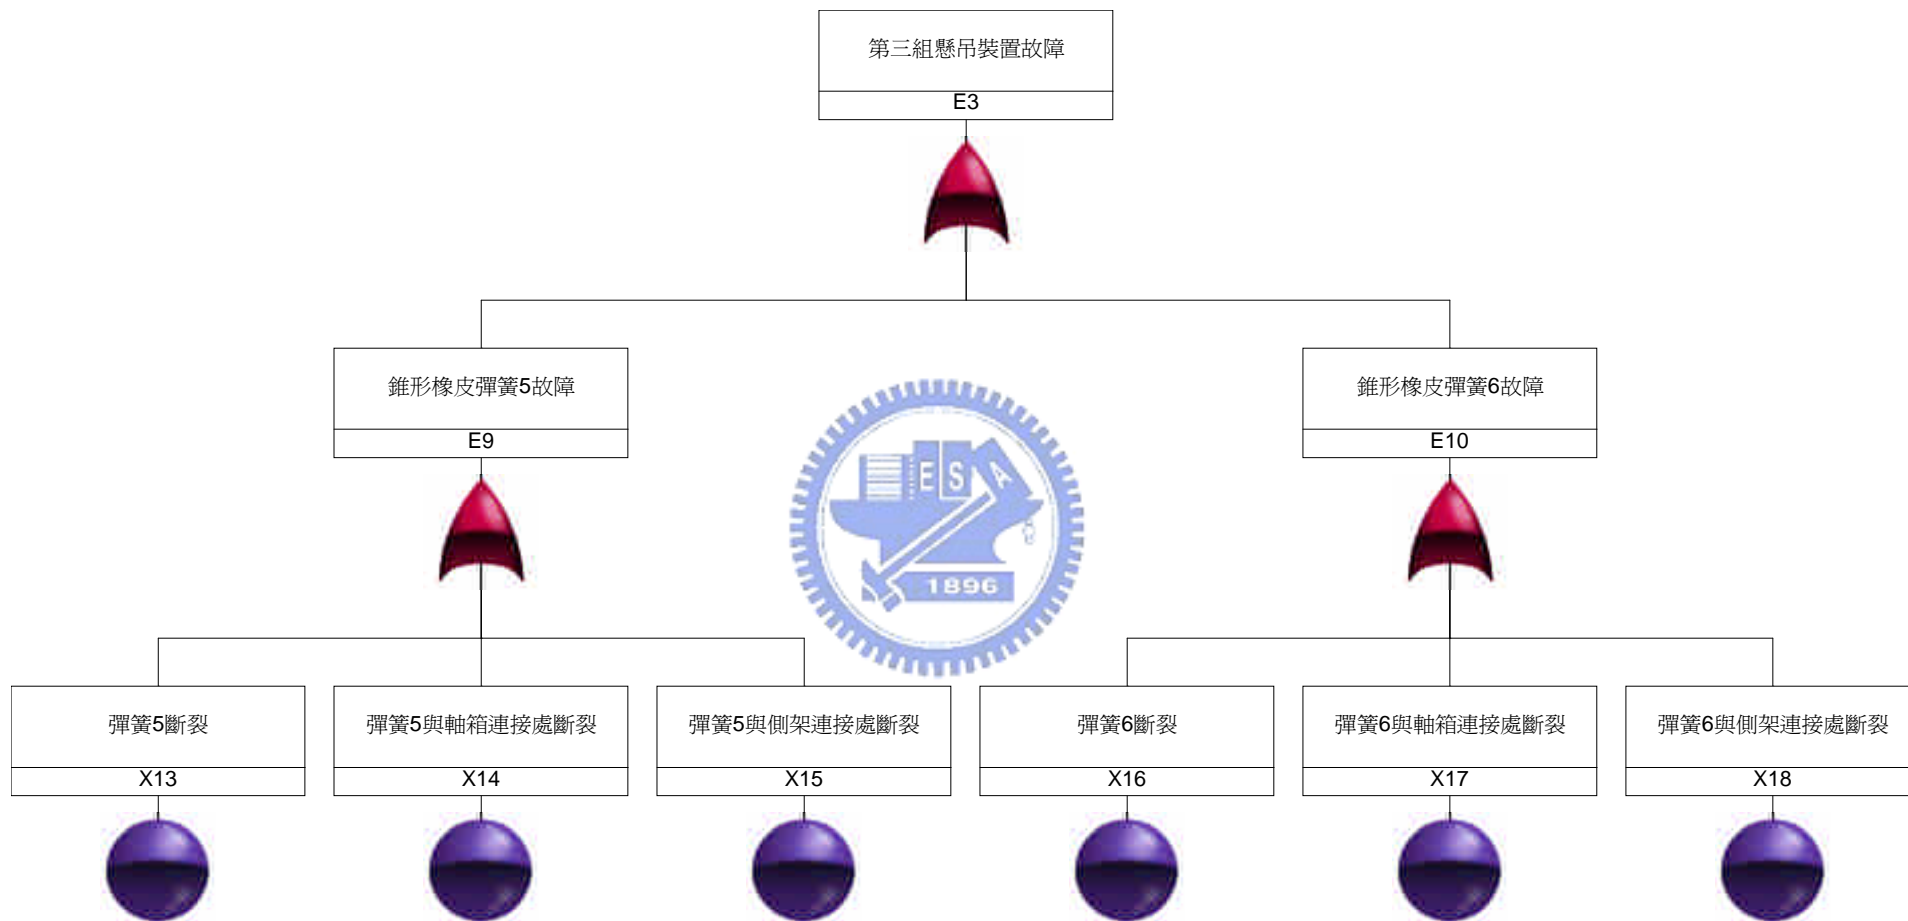 第三組懸吊裝置故障
E3
錐形橡皮彈簧5故障
E9
錐形橡皮彈簧6故障
E10
E S A
1896
彈簧5斷裂
X13
彈簧5與軸箱連接處斷裂
X14
彈簧5與側架連接處斷裂
X15
彈簧6斷裂
X16
彈簧6與軸箱連接處斷裂
X17
彈簧6與側架連接處斷裂
X18